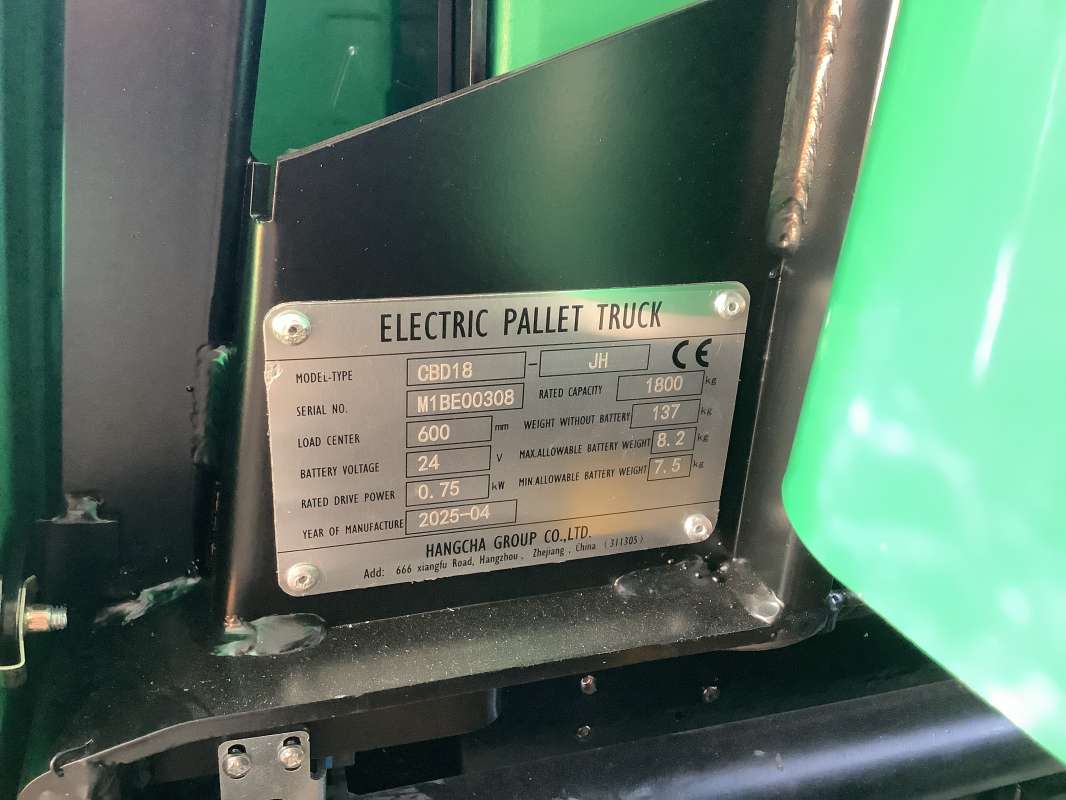 ELECTRIC PALLET TRUCK
MODEL-TYPE CBD18 - JH CE
SERIAL NO. M1BE00308 RATED CAPACITY 1800 kg
LOAD CENTER 600 mm WEIGHT WITHOUT BATTERY 137 kg
BATTERY VOLTAGE 24 V MAX.ALLOWABLE BATTERY WEIGHT 8.2 kg
RATED DRIVE POWER 0.75 kW MIN.ALLOWABLE BATTERY WEIGHT 7.5 kg
YEAR OF MANUFACTURE 2025-04
HANGCHA GROUP CO.,LTD.
Add: 666 xiangfu Road, Hangzhou, Zhejiang, China (311305)